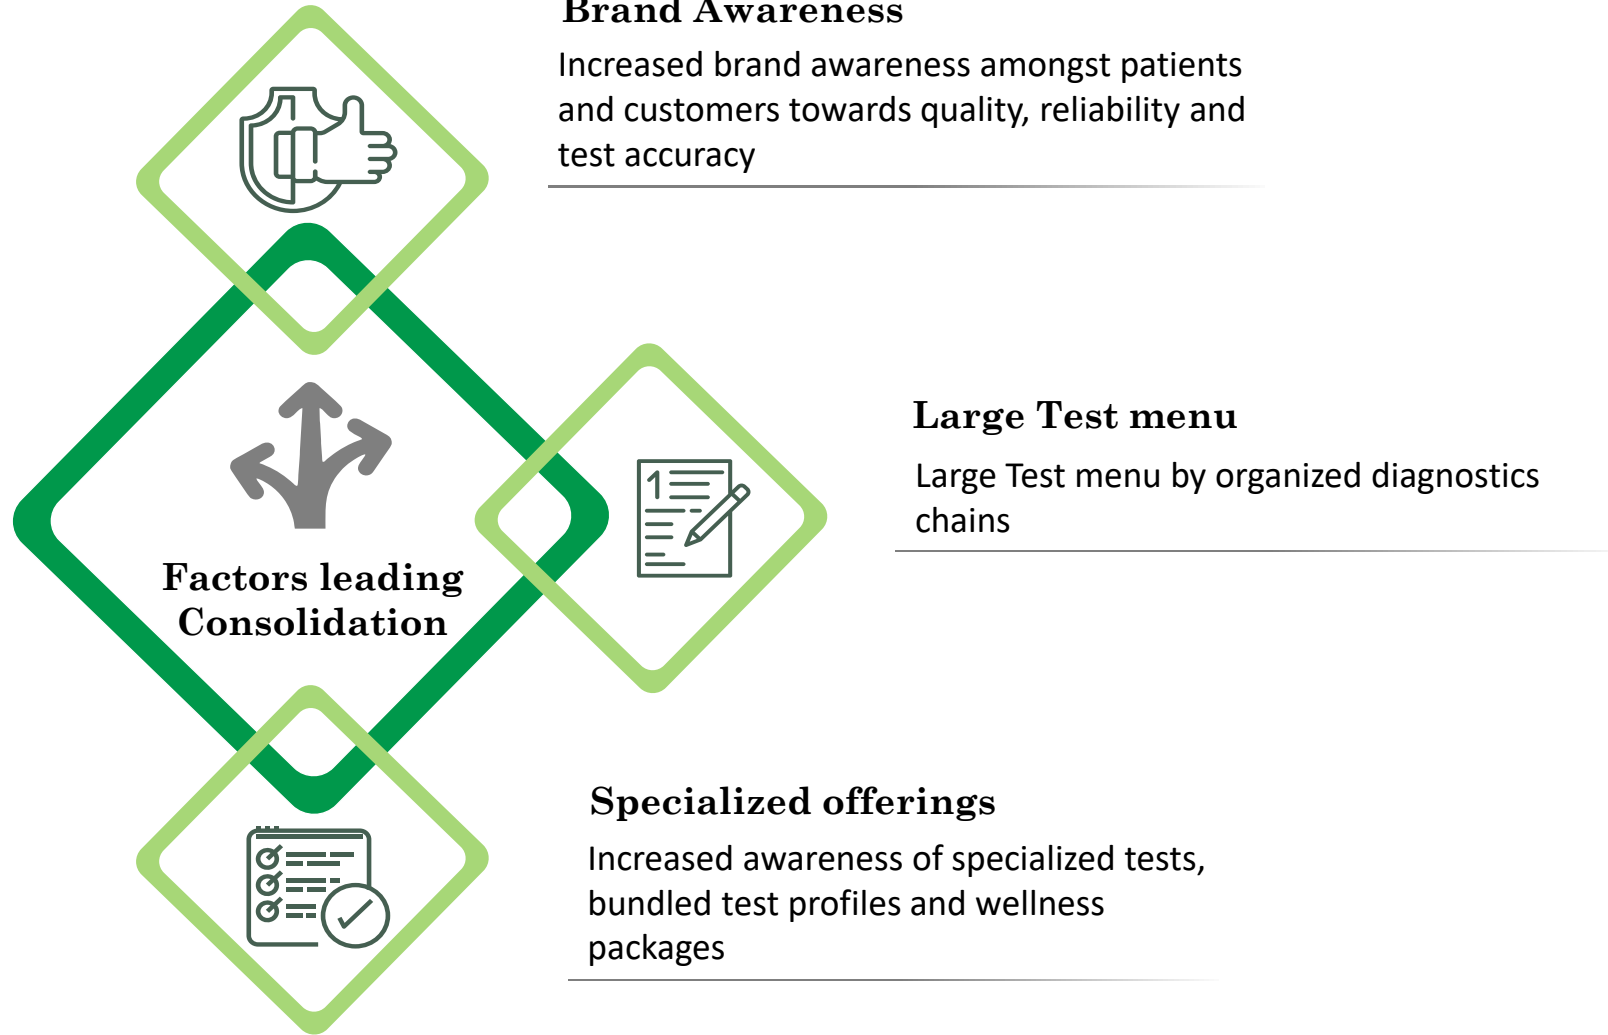 Brand Awareness
Increased brand awareness amongst patients
and customers towards quality, reliability and
test accuracy
Large Test menu
Large Test menu by organized diagnostics
chains
1
Factors leading
Consolidation
Specialized offerings
Increased awareness of specialized tests,
bundled test profiles and wellness
packages